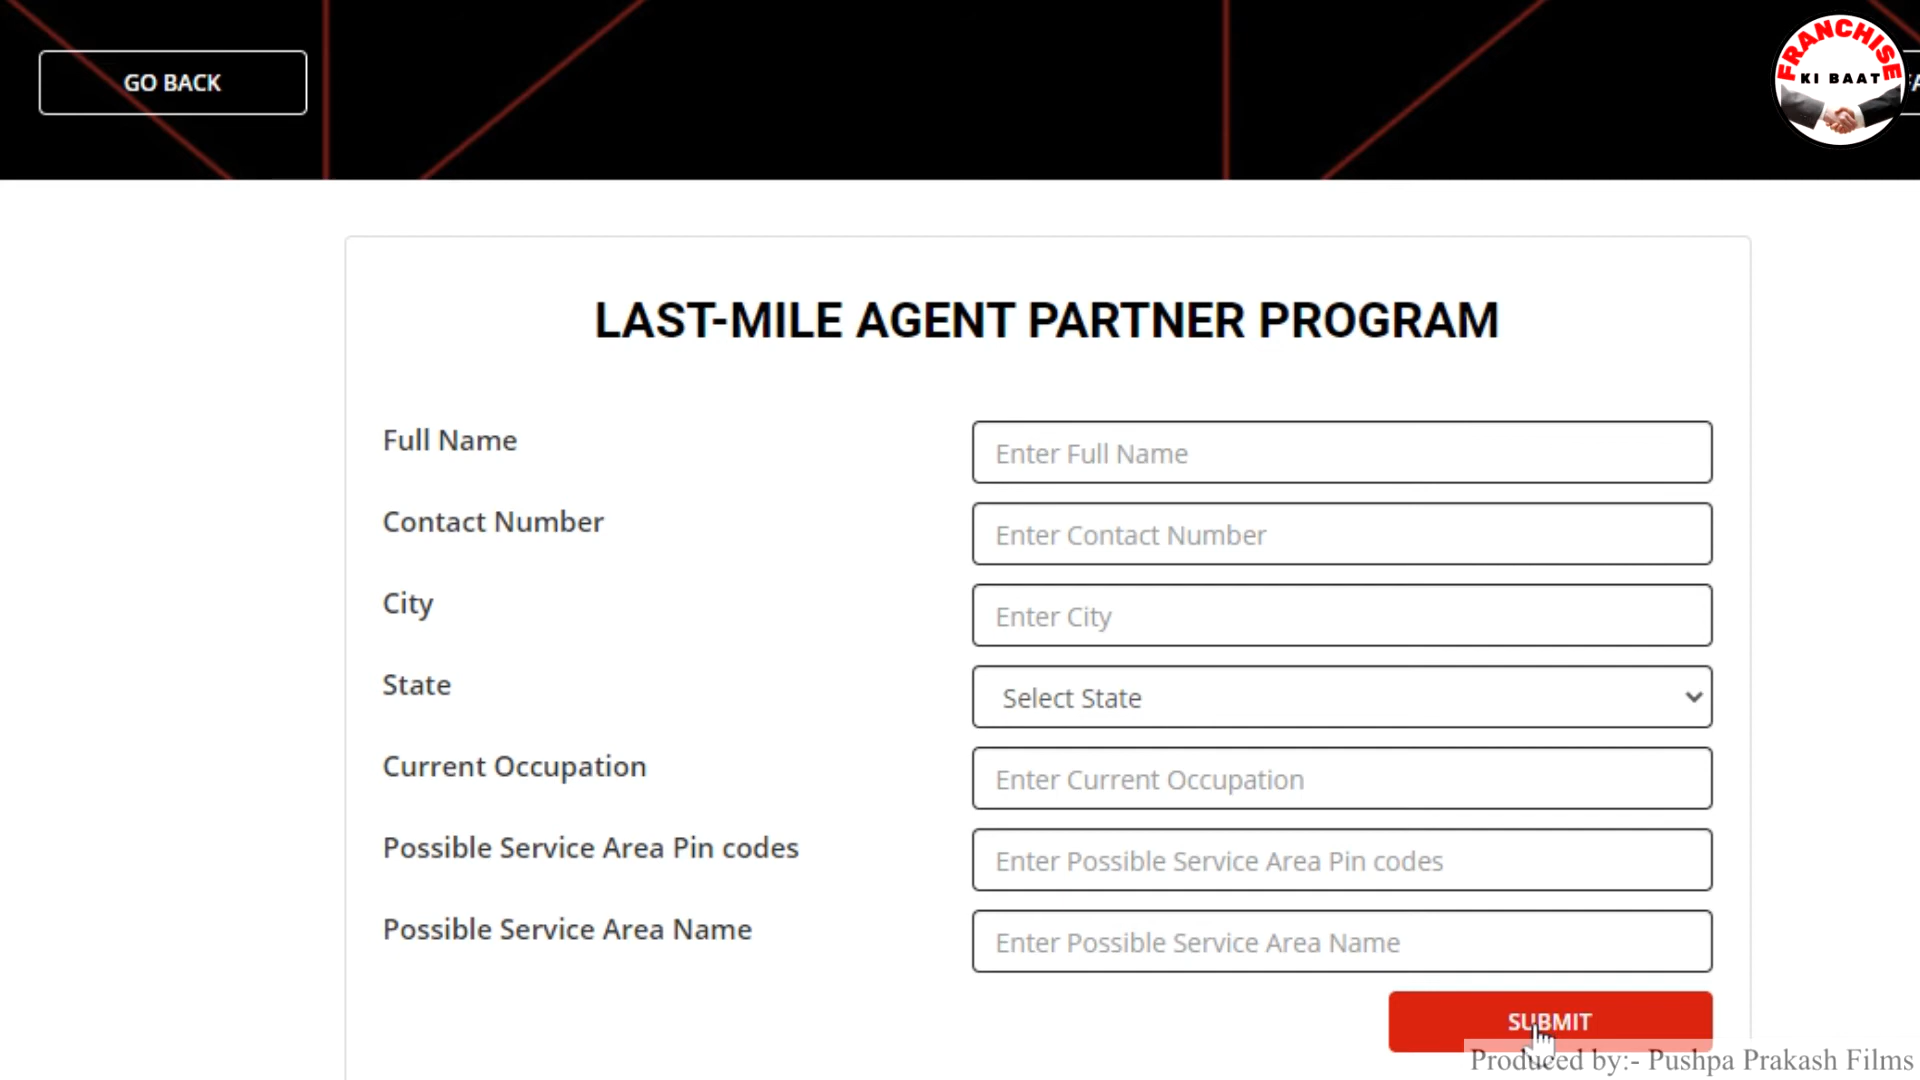 GO BACK
FRANCHISE
KI BAAT
LAST-MILE AGENT PARTNER PROGRAM
Full Name
Enter Full Name
Contact Number
Enter Contact Number
City
Enter City
State
Select State
Current Occupation
Enter Current Occupation
Possible Service Area Pin codes
Enter Possible Service Area Pin codes
Possible Service Area Name
Enter Possible Service Area Name
SUBMIT
Produced by:- Pushpa Prakash Films